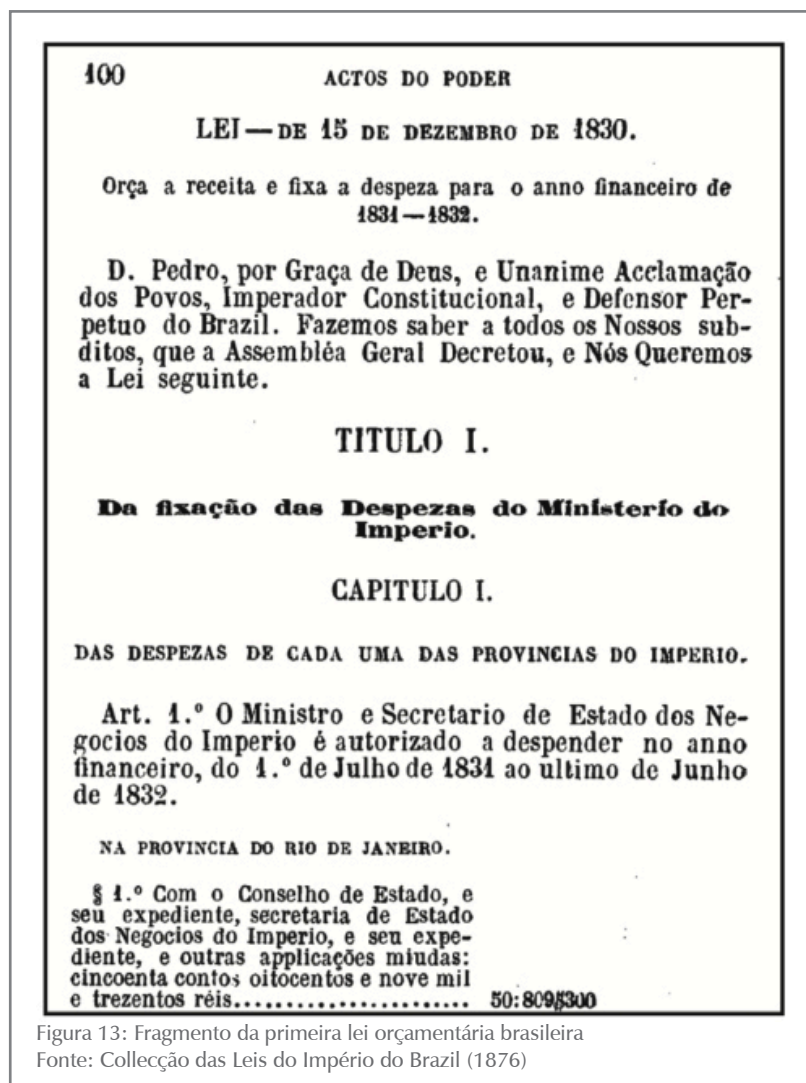 100 ACTOS DO PODER
LEI — DE 15 DE DEZEMBRO DE 1830.
Orça a receita e fixa a despeza para o anno financeiro de
1831—1832.
D. Pedro, por Graça de Deus, e Unanime Acclamação
dos Povos, Imperador Constitucional, e Defensor Per-
petuo do Brazil. Fazemos saber a todos os Nossos sub-
ditos, que a Assembléa Geral Decretou, e Nós Queremos
a Lei seguinte.
TITULO I.
Da fixação das Despezas do Ministerio do
Imperio.
CAPITULO I.
DAS DESPEZAS DE CADA UMA DAS PROVINCIAS DO IMPERIO.
Art. 1.º O Ministro e Secretario de Estado dos Ne-
gocios do Imperio é autorizado a despender no anno
financeiro, do 1.º de Julho de 1831 ao ultimo de Junho
de 1832.
NA PROVINCIA DO RIO DE JANEIRO.
§ 1.º Com o Conselho de Estado, e
seu expediente, secretaria de Estado
dos Negocios do Imperio, e seu expe-
diente, e outras applicações miudas:
cincoenta contos oitocentos e nove mil
e trezentos réis....................... 50:809$300
Figura 13: Fragmento da primeira lei orçamentária brasileira
Fonte: Collecção das Leis do Império do Brazil (1876)